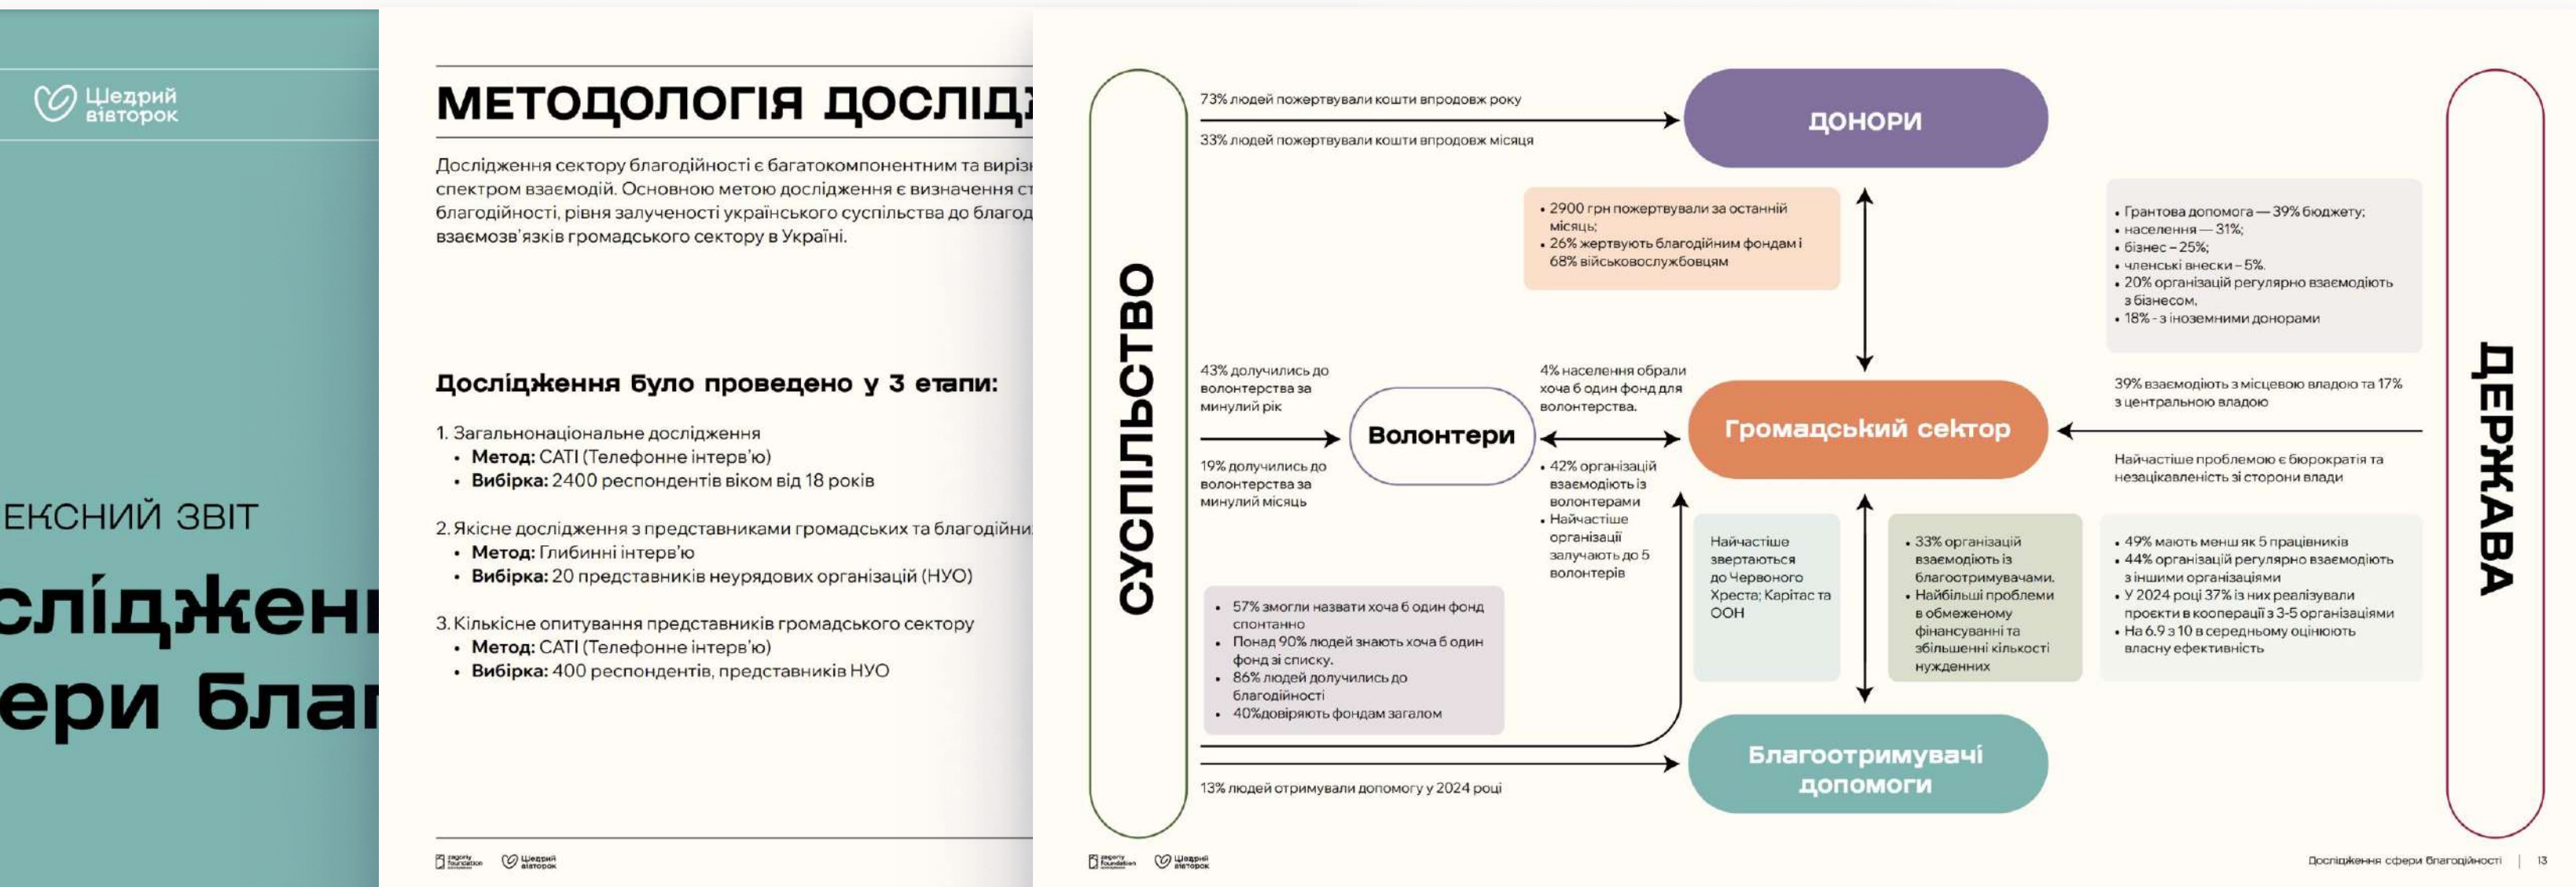 Щедрий
вівторок
ЕКСНИЙ ЗВІТ
МЕТОДОЛОГІЯ
Дослідження сектору благодійності є багатокомпонентним та
спектром взаємодій. Основною метою дослідження є визначення
благодійності, рівня залученості українського суспільства до
взаємозв'язків громадського сектору в Україні.
Дослідження було проведено у 3 етапи:
1. Загальнонаціональне дослідження
• Метод: CATI (Телефонне інтерв'ю)
• Вибірка: 2400 респондентів віком від 18 років
2. Якісне дослідження з представниками громадських та
• Метод: Глибинні інтерв'ю
• Вибірка: 20 представників неурядових організацій (НУО)
3. Кількісне опитування представників громадського сектору
• Метод: CATI (Телефонне інтерв'ю)
• Вибірка: 400 респондентів, представників НУО
zagoriy
foundation
Щедрий
вівторок
СУСПІЛЬСТВО
73% людей пожертвували кошти впродовж року
33% людей пожертвували кошти впродовж місяця
ДОНОРИ
• 2900 грн пожертвували за останній
місяць;
• 26% жертвують благодійним фондам і
68% військовослужбовцям
• Грантова допомога — 39% бюджету;
• населення — 31%;
• бізнес – 25%;
• членські внески – 5%.
• 20% організацій регулярно взаємодіють
з бізнесом,
• 18% - з іноземними донорами
43% долучились до
волонтерства за
минулий рік
Волонтери
19% долучились до
волонтерства за
минулий місяць
4% населення обрали
хоча б один фонд для
волонтерства.
• 42% організацій
взаємодіють із
волонтерами
• Найчастіше
організації
залучають до 5
волонтерів
Громадський сектор
39% взаємодіють з місцевою владою та 17%
з центральною владою
Найчастіше проблемою є бюрократія та
незацікавленість зі сторони влади
ДЕРЖАВА
• 57% змогли назвати хоча б один фонд
спонтанно
• Понад 90% людей знають хоча б один
фонд зі списку.
• 86% людей долучились до
благодійності
• 40%довіряють фондам загалом
Найчастіше
звертаються
до Червоного
Хреста; Карітас та
ООН
• 33% організацій
взаємодіють із
благоотримувачами.
• Найбільші проблеми
в обмеженому
фінансуванні та
збільшенні кількості
нужденних
• 49% мають менш як 5 працівників
• 44% організацій регулярно взаємодіють
з іншими організаціями
• У 2024 році 37% із них реалізували
проєкти в кооперації з 3-5 організаціями
• На 6.9 з 10 в середньому оцінюють
власну ефективність
13% людей отримували допомогу у 2024 році
Благоотримувачі
допомоги
zagoriy
foundation
Щедрий
вівторок
Дослідження сфери благодійності | 13